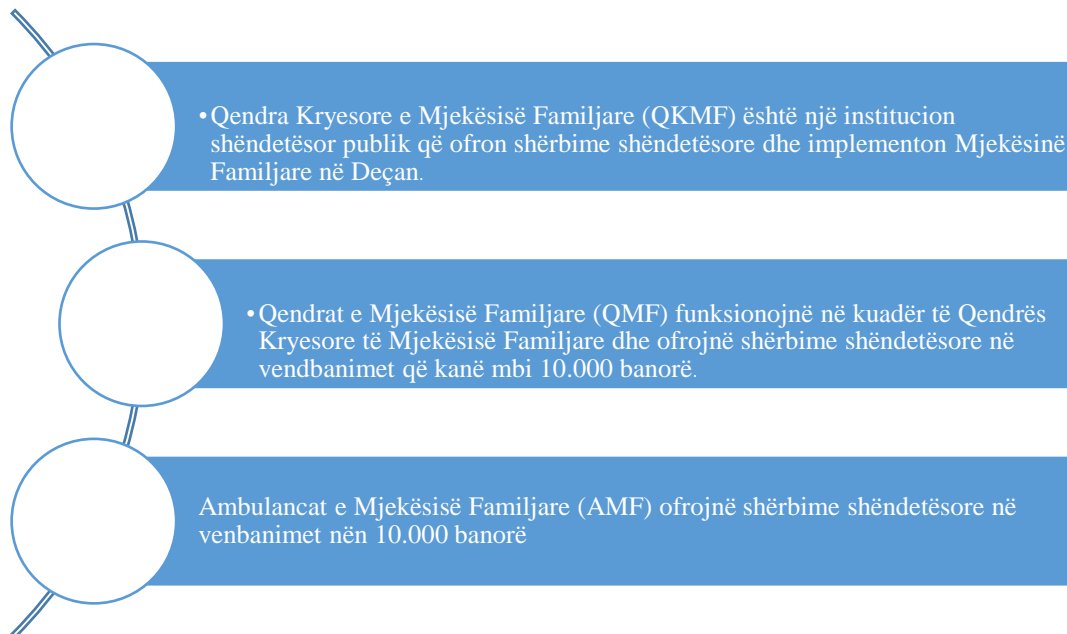 •Qendra Kryesore e Mjekësisë Familjare (QKMF) është një institucion
shëndetësor publik që ofron shërbime shëndetësore dhe implementon Mjekësinë
Familjare në Deçan.
•Qendrat e Mjekësisë Familjare (QMF) funksionojnë në kuadër të Qendrës
Kryesore të Mjekësisë Familjare dhe ofrojnë shërbime shëndetësore në
vendbanimet që kanë mbi 10.000 banorë.
Ambulancat e Mjekësisë Familjare (AMF) ofrojnë shërbime shëndetësore në
venbanimet nën 10.000 banorë